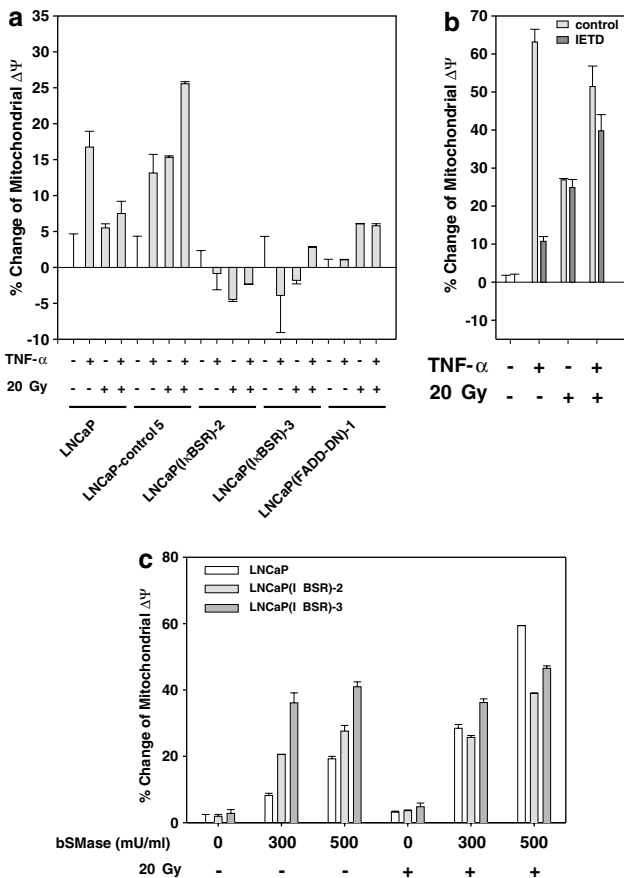 a
% Change of Mitochondrial ΔΨ
35
30
25
20
15
10
5
0
-5
-10
TNF-α - + - + - + - + - + - + - + - + - + - +
20 Gy - - + + - - + + - - + + - - + + - - + +
LNCaP
LNCaP-control 5
LNCaP(IκBSR)-2
LNCaP(IκBSR)-3
LNCaP(FADD-DN)-1
b
control
IETD
% Change of Mitochondrial ΔΨ
70
60
50
40
30
20
10
0
-10
TNF-α - + - +
20 Gy - - + +
c
LNCaP
LNCaP(I BSR)-2
LNCaP(I BSR)-3
% Change of Mitochondrial ΔΨ
80
60
40
20
0
bSMase (mU/ml) 0 300 500 0 300 500
20 Gy - - - + + +